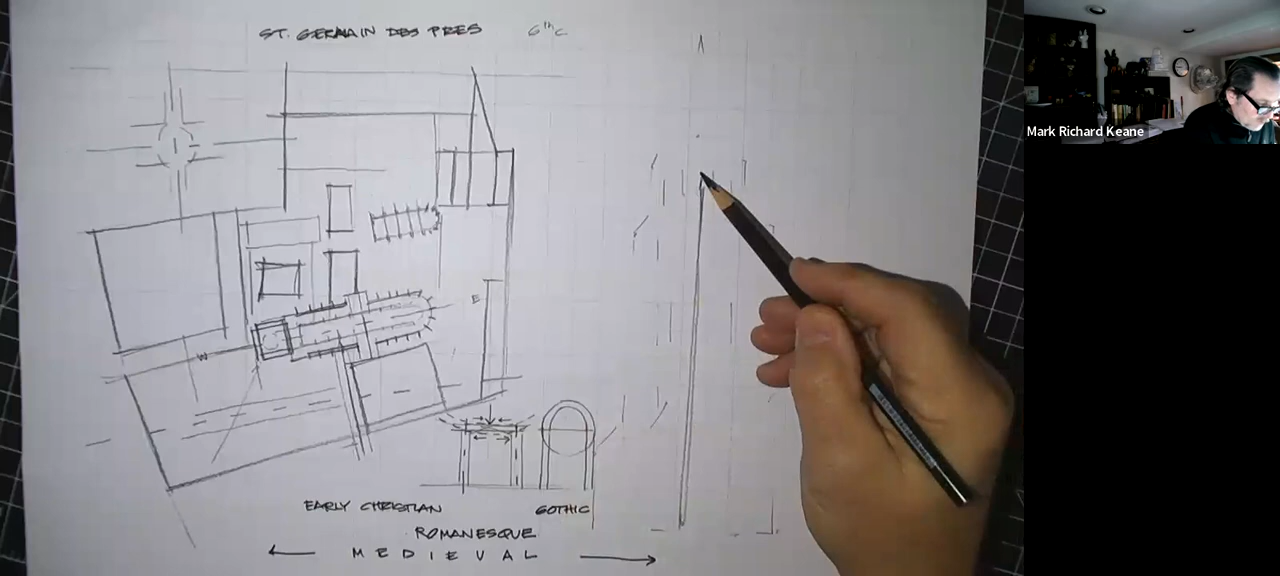 ST. GERMAIN DES PRES 6th C
Mark Richard Keane
E
W
EARLY CHRISTIAN GOTHIC
ROMANESQUE
MEDIEVAL